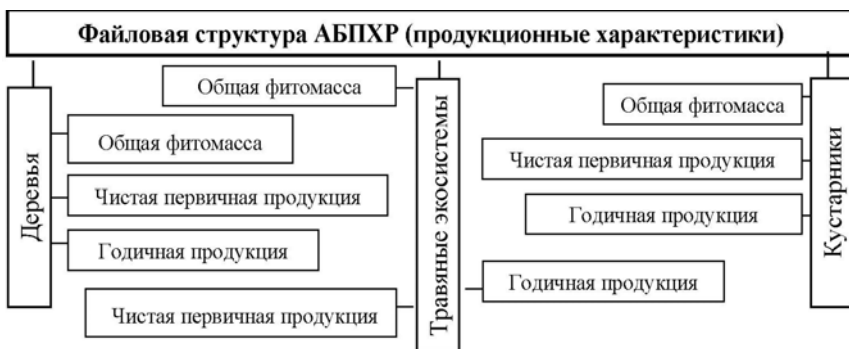 Файловая структура АБПХР (продукционные характеристики)
Деревья
Общая фитомасса
Чистая первичная продукция
Годичная продукция
Травяные экосистемы
Общая фитомасса
Чистая первичная продукция
Годичная продукция
Кустарники
Общая фитомасса
Чистая первичная продукция
Годичная продукция